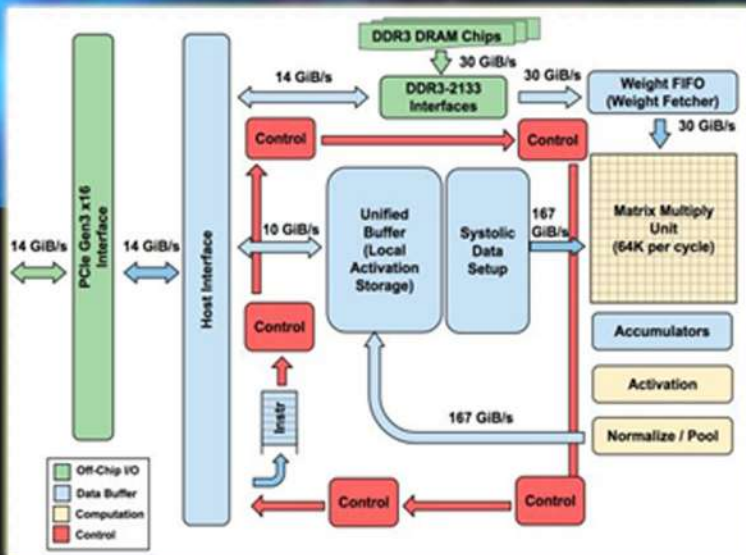 DDR3 DRAM Chips
30 GiB/s
14 GiB/s
DDR3-2133
Interfaces
30 GiB/s
Weight FIFO
(Weight Fetcher)
30 GiB/s
Control
Control
PCIe Gen3 x16
Interface
Host Interface
14 GiB/s
14 GiB/s
10 GiB/s
Unified
Buffer
(Local
Activation
Storage)
Systolic
Data
Setup
167
GiB/s
Matrix Multiply
Unit
(64K per cycle)
Control
Accumulators
Activation
Instr
167 GiB/s
Normalize / Pool
Off-Chip I/O
Data Buffer
Computation
Control
Control
Control